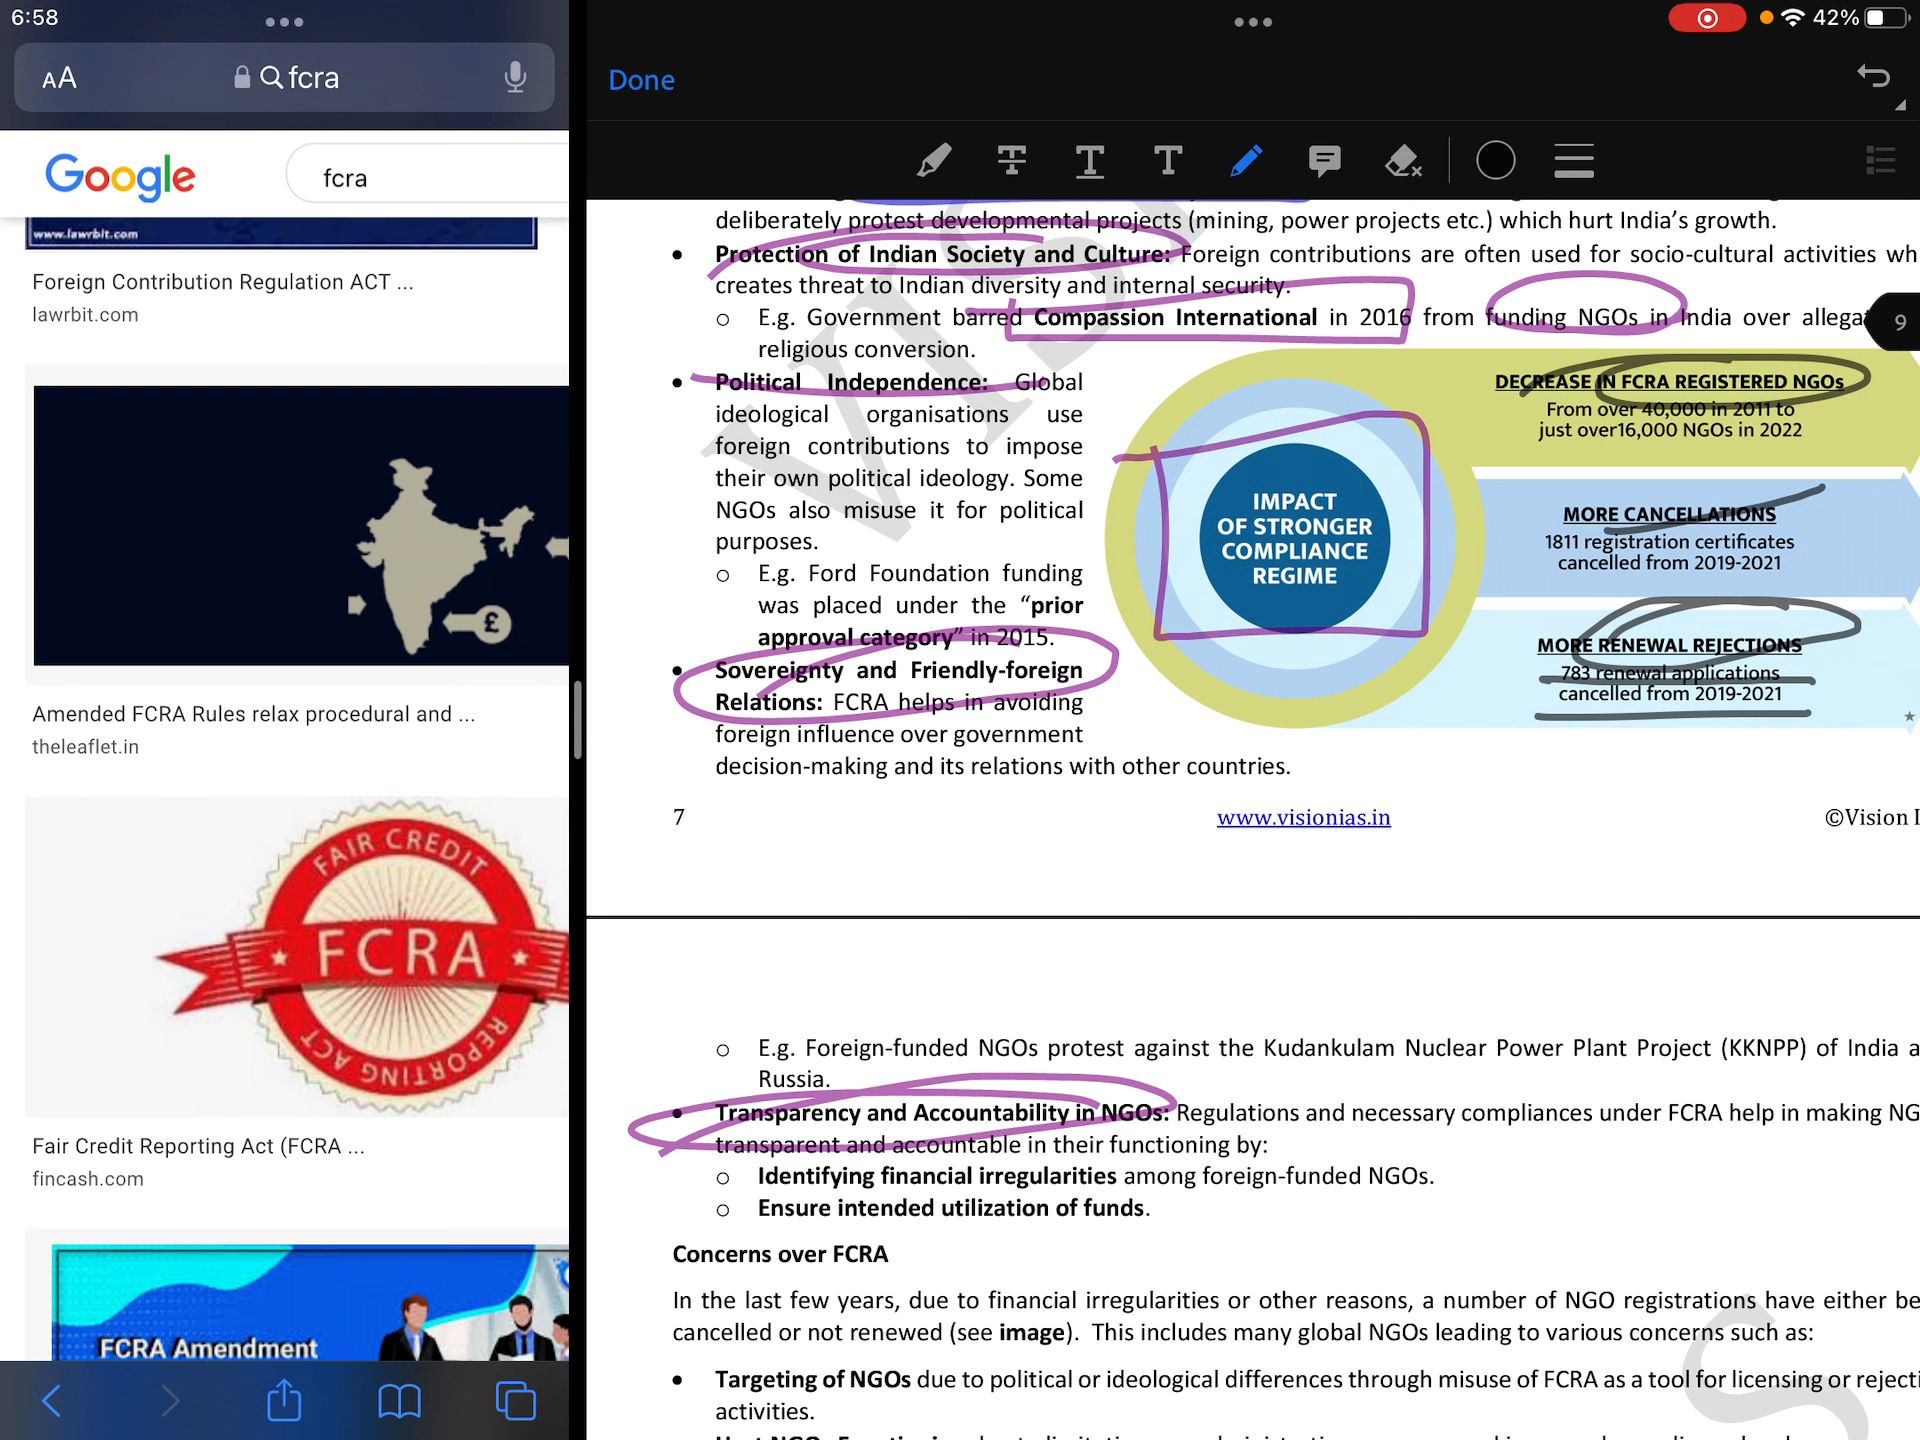 6:58
42%
AA
fcra
Done
Google
fcra
www.lawrbit.com
Foreign Contribution Regulation ACT ...
lawrbit.com
£
Amended FCRA Rules relax procedural and ...
theleaflet.in
FAIR CREDIT
FCRA
REPORTING ACT
Fair Credit Reporting Act (FCRA ...
fincash.com
FCRA Amendment
deliberately protest developmental projects (mining, power projects etc.) which hurt India's growth.
• Protection of Indian Society and Culture: Foreign contributions are often used for socio-cultural activities wh
creates threat to Indian diversity and internal security.
o E.g. Government barred Compassion International in 2016 from funding NGOs in India over allegat
religious conversion.
9
• Political Independence: Global
ideological organisations use
foreign contributions to impose
their own political ideology. Some
NGOs also misuse it for political
purposes.
o E.g. Ford Foundation funding
was placed under the "prior
approval category" in 2015.
• Sovereignty and Friendly-foreign
Relations: FCRA helps in avoiding
foreign influence over government
decision-making and its relations with other countries.
IMPACT
OF STRONGER
COMPLIANCE
REGIME
DECREASE IN FCRA REGISTERED NGOs
From over 40,000 in 2011 to
just over16,000 NGOs in 2022
MORE CANCELLATIONS
1811 registration certificates
cancelled from 2019-2021
MORE RENEWAL REJECTIONS
783 renewal applications
cancelled from 2019-2021
7
www.visionias.in
©Vision I
o E.g. Foreign-funded NGOs protest against the Kudankulam Nuclear Power Plant Project (KKNPP) of India a
Russia.
• Transparency and Accountability in NGOs: Regulations and necessary compliances under FCRA help in making NG
transparent and accountable in their functioning by:
o Identifying financial irregularities among foreign-funded NGOs.
o Ensure intended utilization of funds.
Concerns over FCRA
In the last few years, due to financial irregularities or other reasons, a number of NGO registrations have either be
cancelled or not renewed (see image). This includes many global NGOs leading to various concerns such as:
• Targeting of NGOs due to political or ideological differences through misuse of FCRA as a tool for licensing or rejecti
activities.